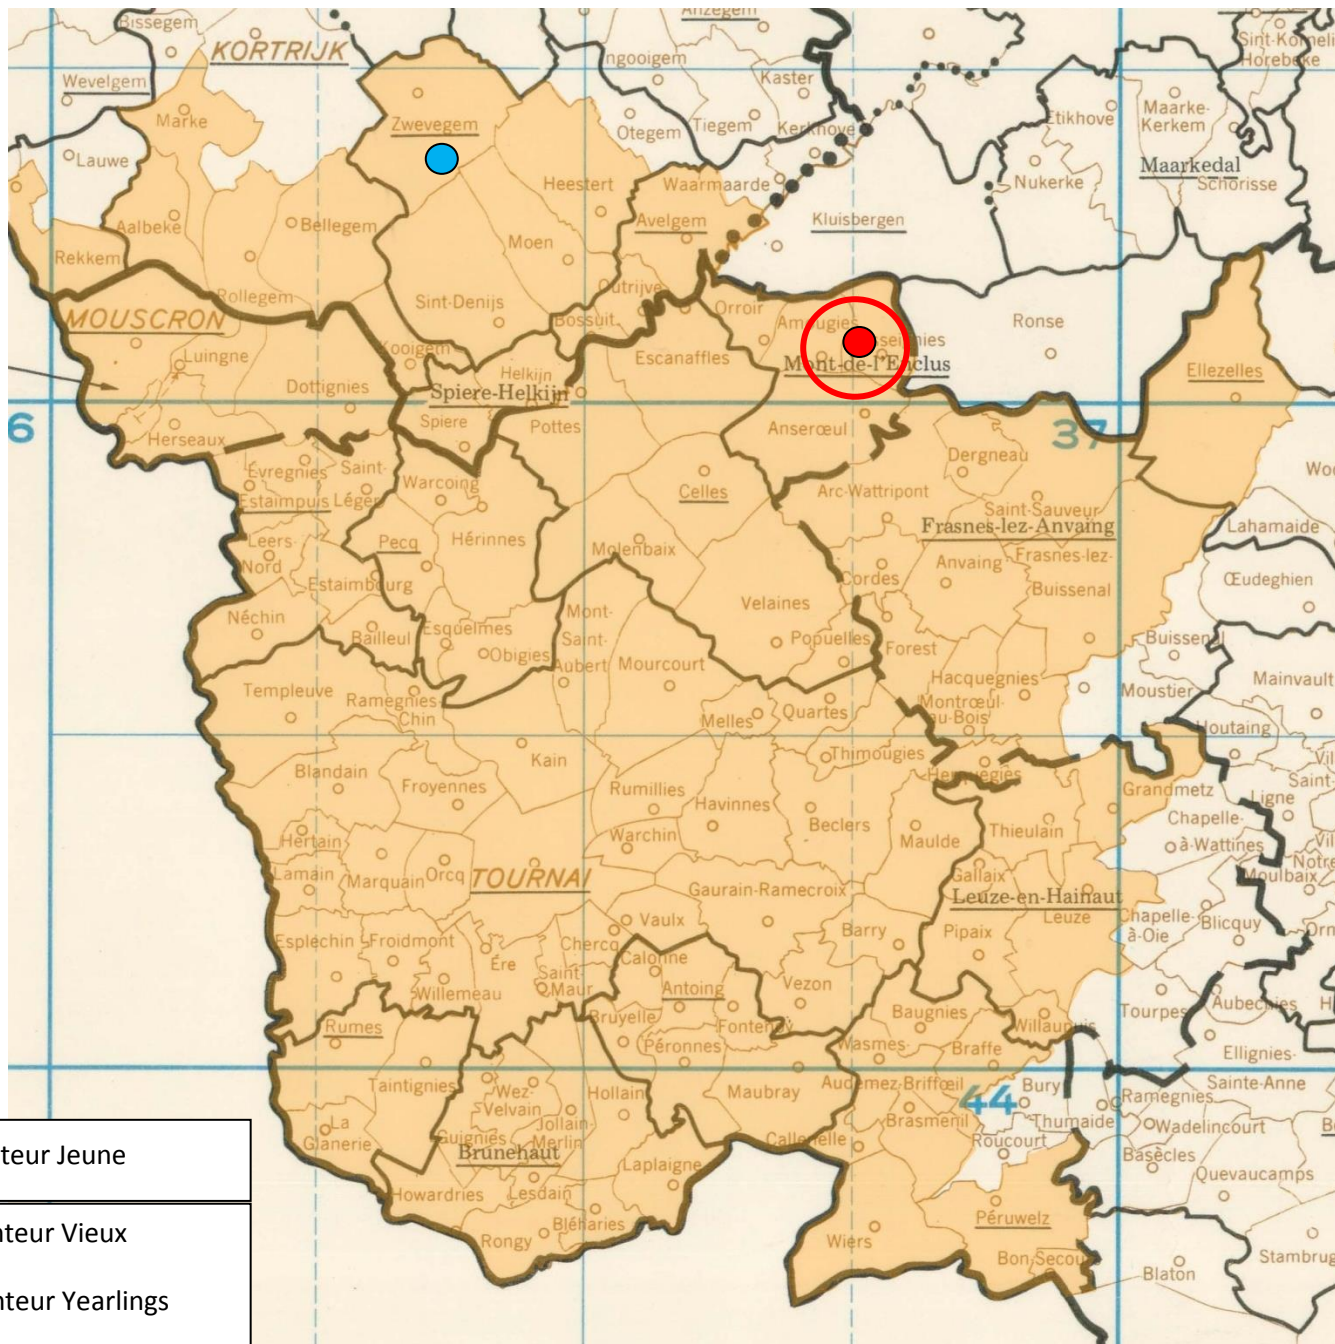 Bissegem
KORTRIJK
Anzegem
Ingooigem
Sint-Korneli
Horebeke
Wevelgem
Kaster
Marke
Zwevegem
Otegem
Tiegem
Kerkhove
Etikhove
Maarke-
Kerkem
Lauwe
Heestert
Waarmaarde
Nukerke
Maarkedal
Schorisse
Aalbeke
Bellegem
Moen
Avelgem
Kluisbergen
Rekkem
Rollegem
Sint-Denijs
Outrijve
Bossuit
Orroir
Amougies
MOUSCRON
Luingne
Kooigem
Escanaffles
Ronse
Mont-de-l'Enclus
Dottignies
Helkijn
Spiere-Helkijn
Ellezelles
Herseaux
Spiere
Pottes
Anserœul
6
37
Evregnies
Saint-
Léger
Estaimpuis
Warcoing
Celles
Dergneau
Arc-Wattripont
Saint-Sauveur
Frasnes-lez-Anvaing
Lahamaide
Leers-
Nord
Pecq
Hérinnes
Molenbaix
Anvaing
Frasnes-lez-
Buissenal
Cordes
Œudeghien
Estaimbourg
Néchin
Bailleul
Esquelmes
Obigies
Mont-
Saint-
Aubert
Velaines
Popuelles
Forest
Buissenal
Mourcourt
Templeuve
Ramegnies-
Chin
Melles
Quartes
Hacquegnies
Montrœul-
au-Bois
Moustier
Mainvault
Houtaing
Thimougies
Herquegies
Blandain
Froyennes
Kain
Rumillies
Havinnes
Grandmetz
Ligne
Saint-
Hertain
Warchin
Beclers
Maulde
Thieulain
Chapelle-
à-Wattines
Lamain
Marquain
Orcq
TOURNAI
Gaurain-Ramecroix
Gallaix
Leuze-en-Hainaut
Leuze
Moulbaix
Esplechin
Froidmont
Ere
Chercq
Vaulx
Barry
Pipaix
Chapelle-
à-Oie
Blicquy
Willemeau
Saint-
Maur
Calonne
Antoing
Vezon
Tourpes
Aubechies
Rumes
Bruyelle
Fontenoy
Baugnies
Willaupuis
Péronnes
Wasmes-
Audemez-Briffœil
Braffe
Ellignies-
Sainte-Anne
Taintignies
Wez-
Velvain
Hollain
Maubray
44
Bury
Ramegnies
La
Glanerie
Guignies
Jollain-
Merlin
Brasménil
Thumaide
Wadelincourt
Brunehaut
Callenelle
Roucourt
Basècles
teur Jeune
Howardries
Lesdain
Laplaigne
Quevaucamps
Rongy
Bléharies
Wiers
Péruwelz
nteur Vieux
Bon-Secours
Blaton
Stambrug
nteur Yearlings